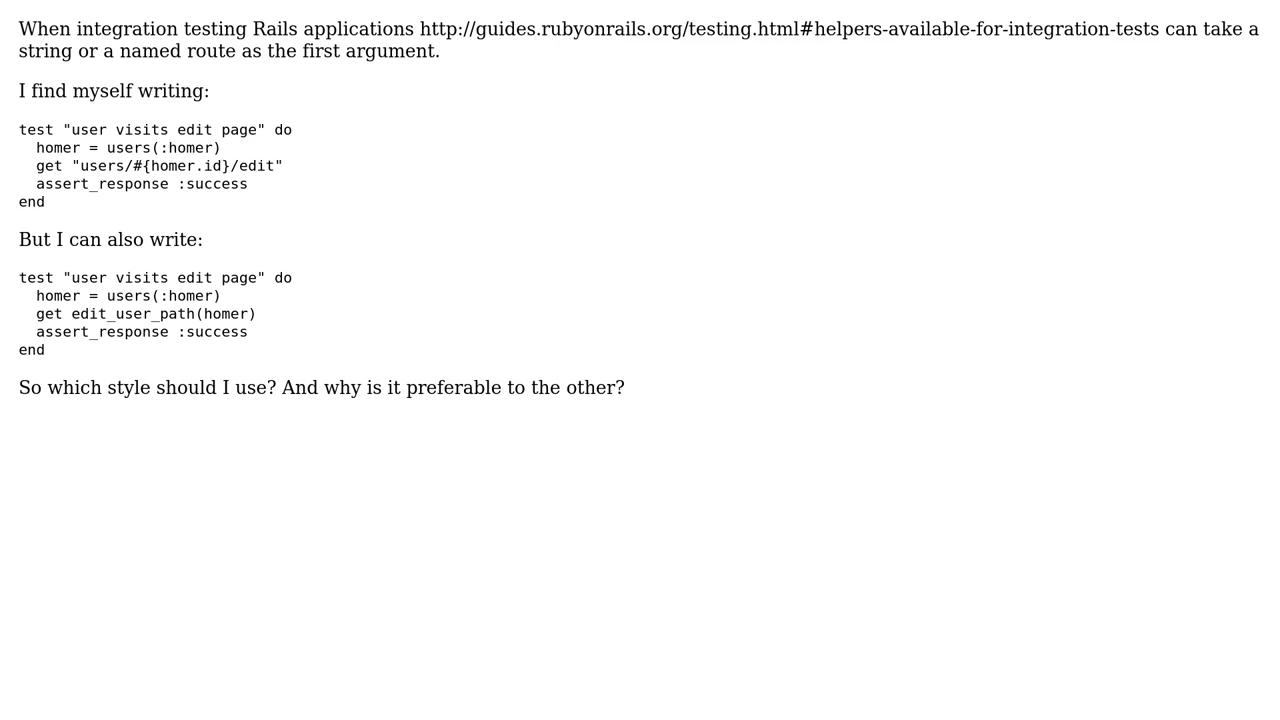 When integration testing Rails applications http://guides.rubyonrails.org/testing.html#helpers-available-for-integration-tests can take a
string or a named route as the first argument.
I find myself writing:
test "user visits edit page" do
  homer = users(:homer)
  get "users/#{homer.id}/edit"
  assert_response :success
end
But I can also write:
test "user visits edit page" do
  homer = users(:homer)
  get edit_user_path(homer)
  assert_response :success
end
So which style should I use? And why is it preferable to the other?